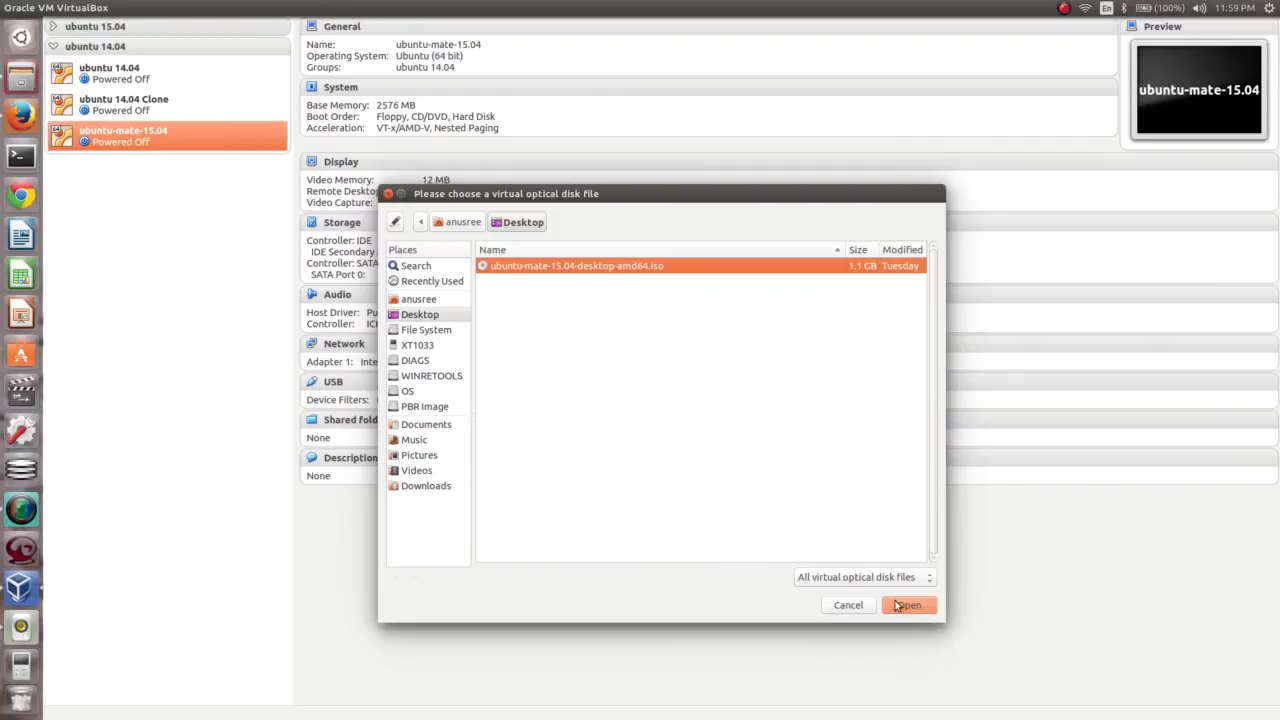 Oracle VM VirtualBox
En
(100%)
11:59 PM
ubuntu 15.04
ubuntu 14.04
ubuntu 14.04
Powered Off
ubuntu 14.04 Clone
Powered Off
ubuntu-mate-15.04
Powered Off
General
Name: ubuntu-mate-15.04
Operating System: Ubuntu (64 bit)
Groups: ubuntu 14.04
System
Base Memory: 2576 MB
Boot Order: Floppy, CD/DVD, Hard Disk
Acceleration: VT-x/AMD-V, Nested Paging
Display
Video Memory: 12 MB
Remote Deskto
Video Capture:
Storage
Controller: IDE
IDE Secondary
Controller: SATA
SATA Port 0:
Audio
Host Driver: Pu
Controller: ICH
Network
Adapter 1: Inte
USB
Device Filters:
Shared fold
None
Description
None
Preview
ubuntu-mate-15.04
Please choose a virtual optical disk file
anusree
Desktop
Places
Search
Recently Used
anusree
Desktop
File System
XT1033
DIAGS
WINRETOOLS
OS
PBR Image
Documents
Music
Pictures
Videos
Downloads
Name Size Modified
ubuntu-mate-15.04-desktop-amd64.iso 1.1 GB Tuesday
All virtual optical disk files
Cancel
Open